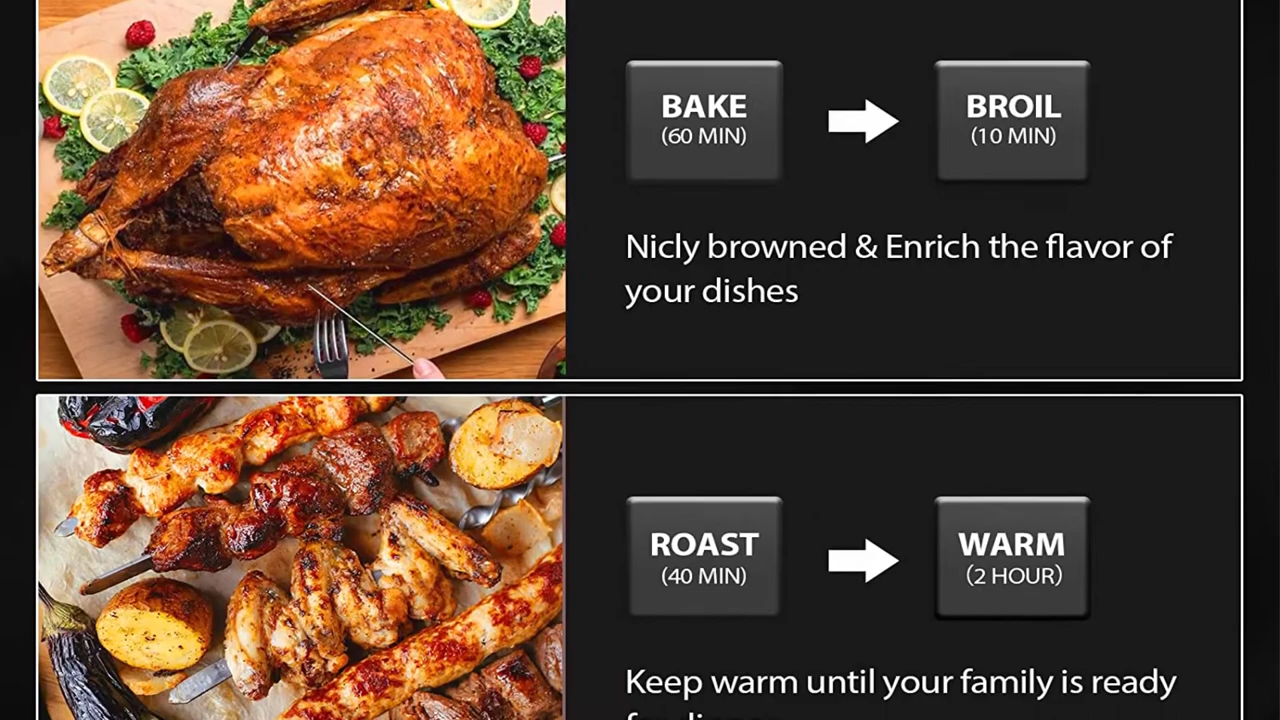 BAKE
(60 MIN)
BROIL
(10 MIN)
Nicly browned & Enrich the flavor of
your dishes
ROAST
(40 MIN)
WARM
(2 HOUR)
Keep warm until your family is ready